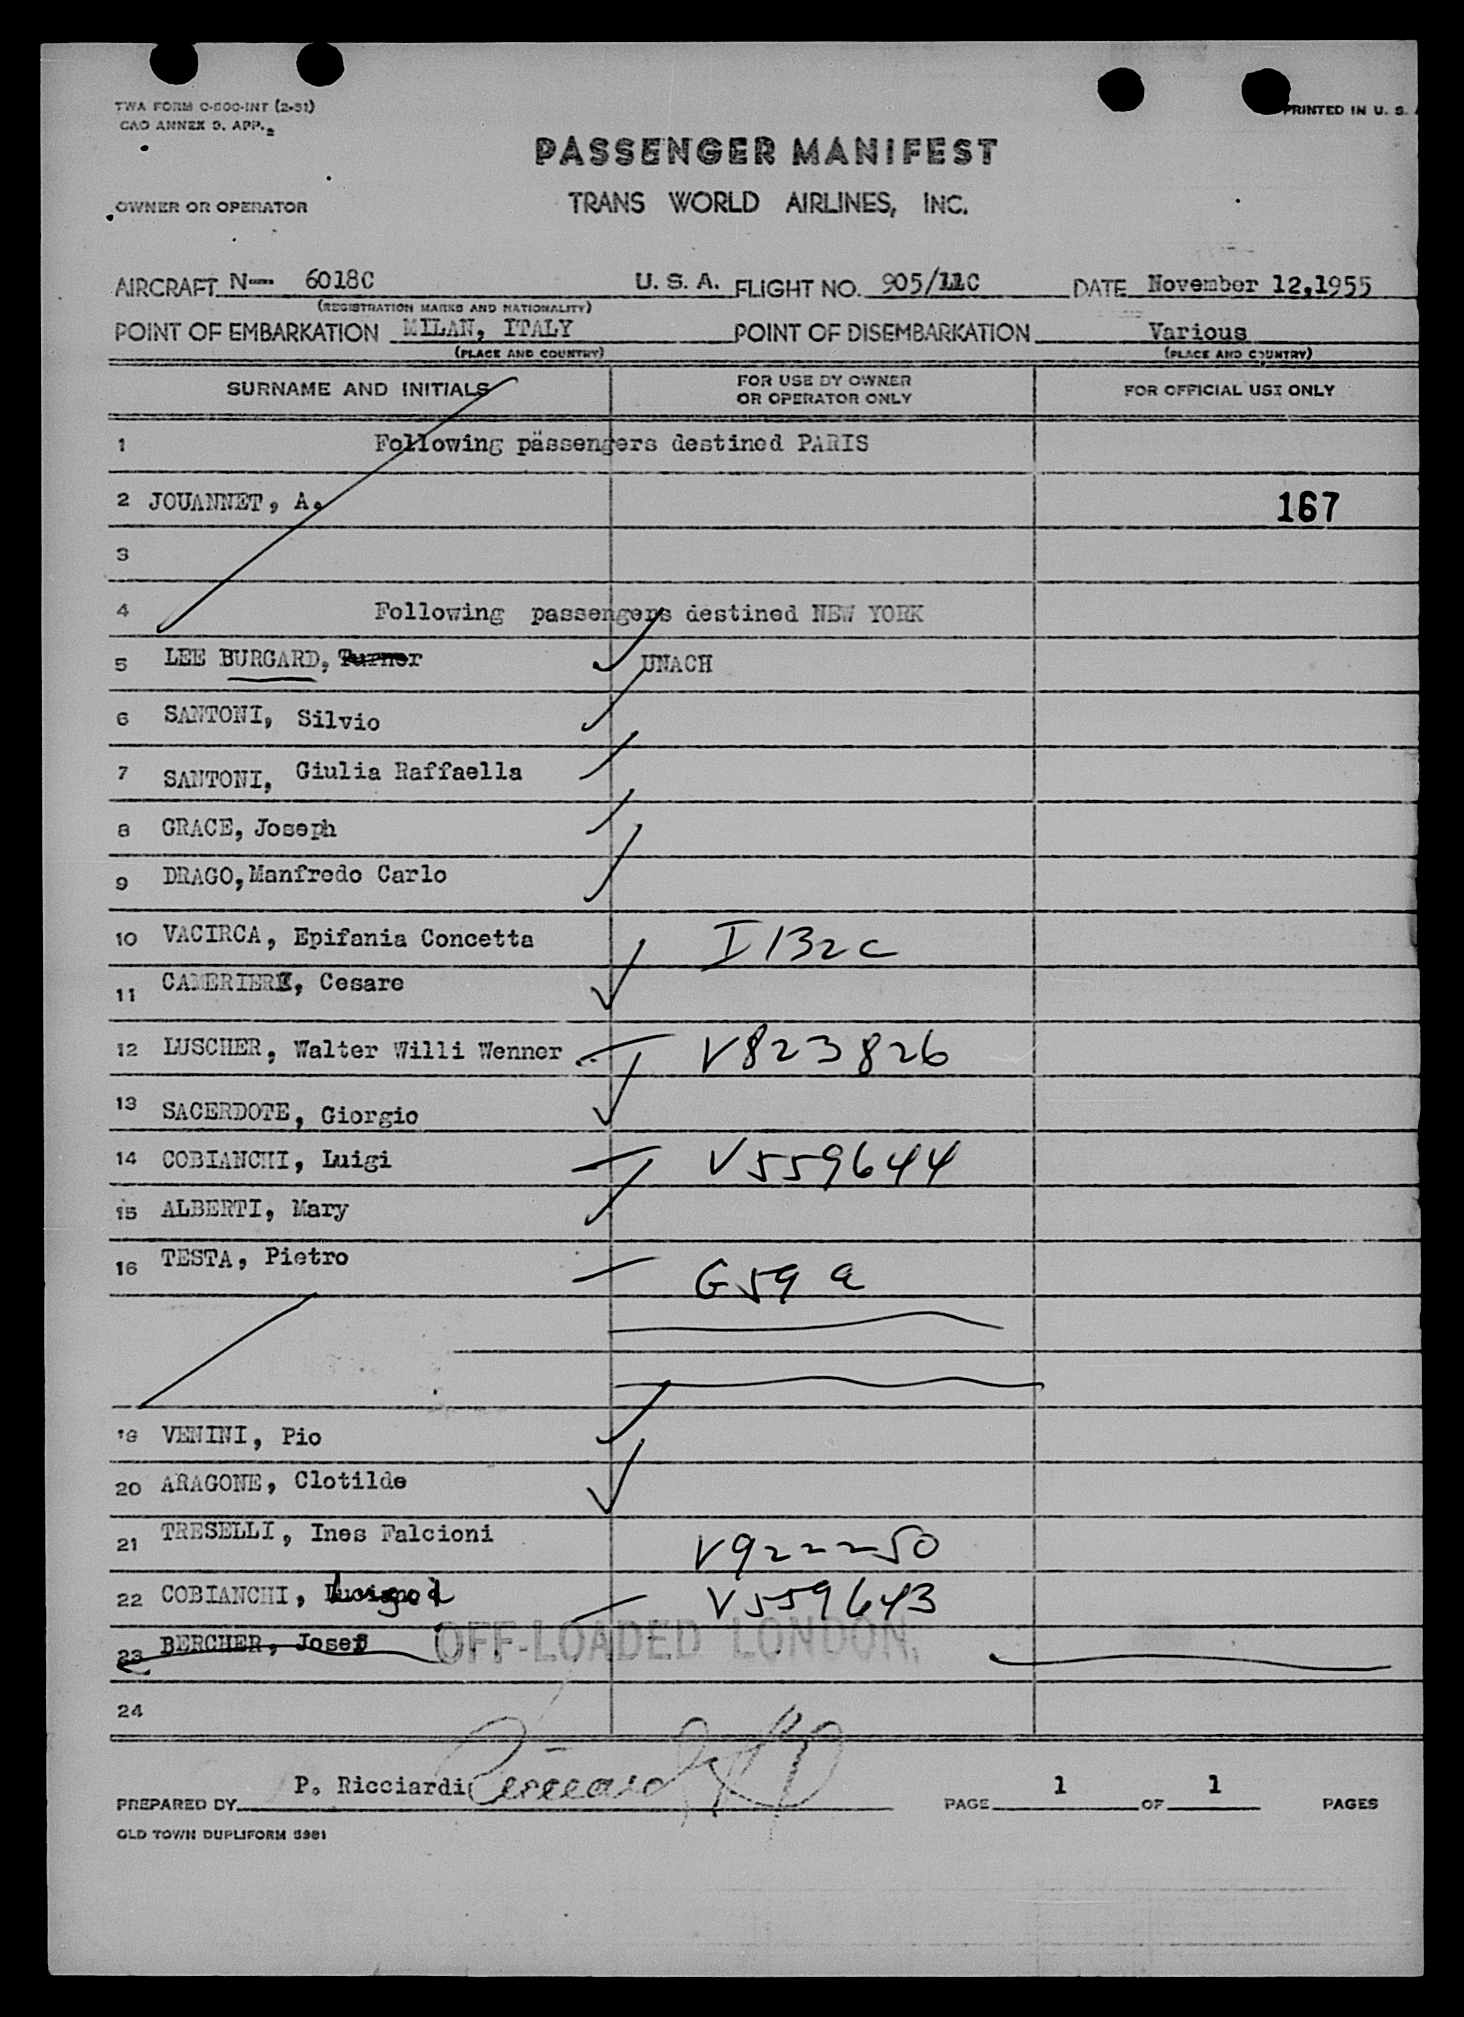 TWA FORM C-500-INT (2-51)
CAO ANNEX 9. APP. 2
PRINTED IN U. S.
PASSENGER MANIFEST
OWNER OR OPERATOR
TRANS WORLD AIRLINES, INC.
AIRCRAFT N-- 6018C U. S. A. FLIGHT NO. 905/11C DATE November 12,1955
(REGISTRATION MARKS AND NATIONALITY)
POINT OF EMBARKATION MILAN, ITALY POINT OF DISEMBARKATION Various
(PLACE AND COUNTRY) (PLACE AND COUNTRY)
SURNAME AND INITIALS FOR USE BY OWNER OR OPERATOR ONLY FOR OFFICIAL USE ONLY
1 Following passengers destined PARIS
2 JOUANNET, A. 167
3
4 Following passengers destined NEW YORK
5 LEE BURGARD, Turner UNACH
6 SANTONI, Silvio
7 SANTONI, Giulia Raffaella
8 GRACE, Joseph
9 DRAGO, Manfredo Carlo
10 VACIRCA, Epifania Concetta I 132c
11 CAMERIERE, Cesare
12 LUSCHER, Walter Willi Wenner V823826
13 SACERDOTE, Giorgio
14 COBIANCHI, Luigi V559644
15 ALBERTI, Mary
16 TESTA, Pietro G59a
19 VENINI, Pio
20 ARAGONE, Clotilde
21 TRESELLI, Ines Falcioni V922250
22 COBIANCHI, V559643
23 BERCHER, Josef OFF-LOADED LONDON.
24
PREPARED BY P. Ricciardi Ricciardi PAGE 1 OF 1 PAGES
OLD TOWN DUPLIFORM 5981